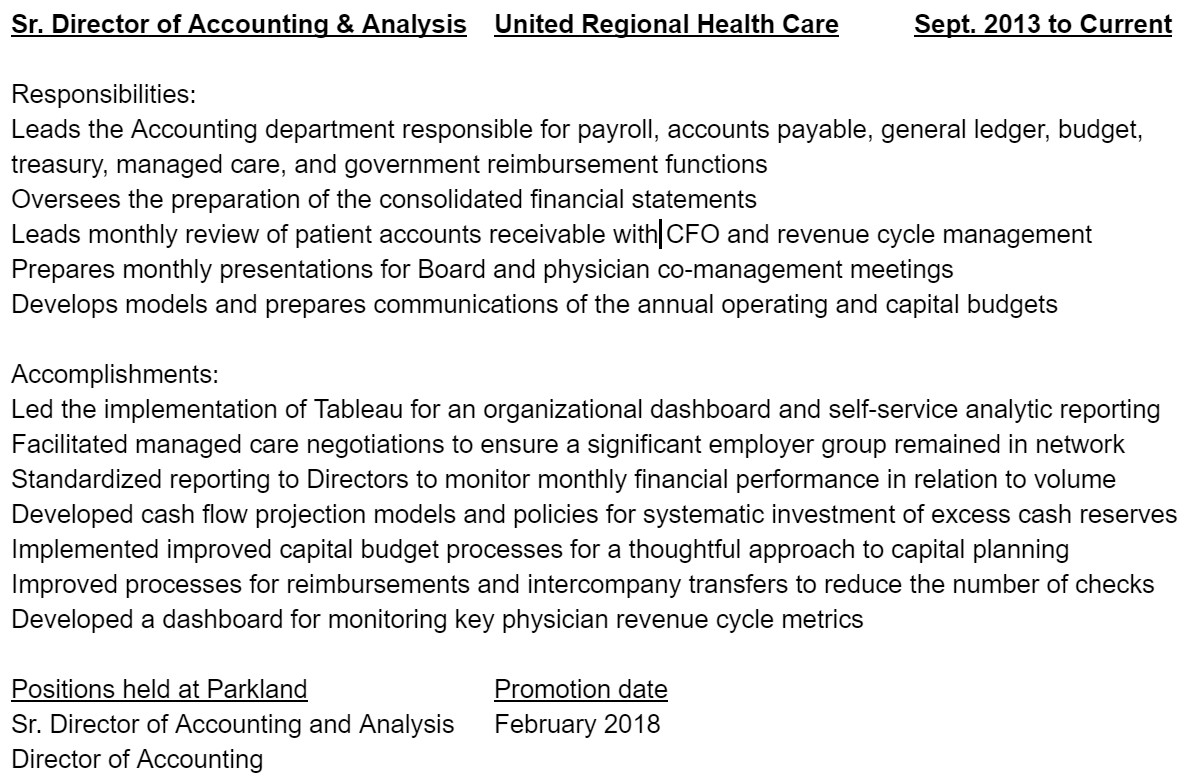 Sr. Director of Accounting & Analysis United Regional Health Care Sept. 2013 to Current
Responsibilities:
Leads the Accounting department responsible for payroll, accounts payable, general ledger, budget,
treasury, managed care, and government reimbursement functions
Oversees the preparation of the consolidated financial statements
Leads monthly review of patient accounts receivable with CFO and revenue cycle management
Prepares monthly presentations for Board and physician co-management meetings
Develops models and prepares communications of the annual operating and capital budgets
Accomplishments:
Led the implementation of Tableau for an organizational dashboard and self-service analytic reporting
Facilitated managed care negotiations to ensure a significant employer group remained in network
Standardized reporting to Directors to monitor monthly financial performance in relation to volume
Developed cash flow projection models and policies for systematic investment of excess cash reserves
Implemented improved capital budget processes for a thoughtful approach to capital planning
Improved processes for reimbursements and intercompany transfers to reduce the number of checks
Developed a dashboard for monitoring key physician revenue cycle metrics
Positions held at Parkland Promotion date
Sr. Director of Accounting and Analysis February 2018
Director of Accounting